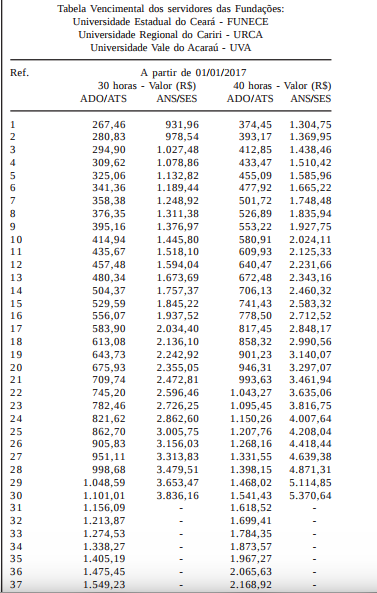 Tabela Vencimental dos servidores das Fundações:
Universidade Estadual do Ceará - FUNECE
Universidade Regional do Cariri - URCA
Universidade Vale do Acaraú - UVA
Ref. A partir de 01/01/2017
30 horas - Valor (R$) 40 horas - Valor (R$)
ADO/ATS ANS/SES ADO/ATS ANS/SES
1 267,46 931,96 374,45 1.304,75
2 280,83 978,54 393,17 1.369,95
3 294,90 1.027,48 412,85 1.438,46
4 309,62 1.078,86 433,47 1.510,42
5 325,06 1.132,82 455,09 1.585,96
6 341,36 1.189,44 477,92 1.665,22
7 358,38 1.248,92 501,72 1.748,48
8 376,35 1.311,38 526,89 1.835,94
9 395,16 1.376,97 553,22 1.927,75
10 414,94 1.445,80 580,91 2.024,11
11 435,67 1.518,10 609,93 2.125,33
12 457,48 1.594,04 640,47 2.231,66
13 480,34 1.673,69 672,48 2.343,16
14 504,37 1.757,37 706,13 2.460,32
15 529,59 1.845,22 741,43 2.583,32
16 556,07 1.937,52 778,50 2.712,52
17 583,90 2.034,40 817,45 2.848,17
18 613,08 2.136,10 858,32 2.990,56
19 643,73 2.242,92 901,23 3.140,07
20 675,93 2.355,05 946,31 3.297,07
21 709,74 2.472,81 993,63 3.461,94
22 745,20 2.596,46 1.043,27 3.635,06
23 782,46 2.726,25 1.095,45 3.816,75
24 821,62 2.862,60 1.150,26 4.007,64
25 862,70 3.005,75 1.207,76 4.208,04
26 905,83 3.156,03 1.268,16 4.418,44
27 951,11 3.313,83 1.331,55 4.639,38
28 998,68 3.479,51 1.398,15 4.871,31
29 1.048,59 3.653,47 1.468,02 5.114,85
30 1.101,01 3.836,16 1.541,43 5.370,64
31 1.156,09 - 1.618,52 -
32 1.213,87 - 1.699,41 -
33 1.274,53 - 1.784,35 -
34 1.338,27 - 1.873,57 -
35 1.405,19 - 1.967,27 -
36 1.475,45 - 2.065,63 -
37 1.549,23 - 2.168,92 -